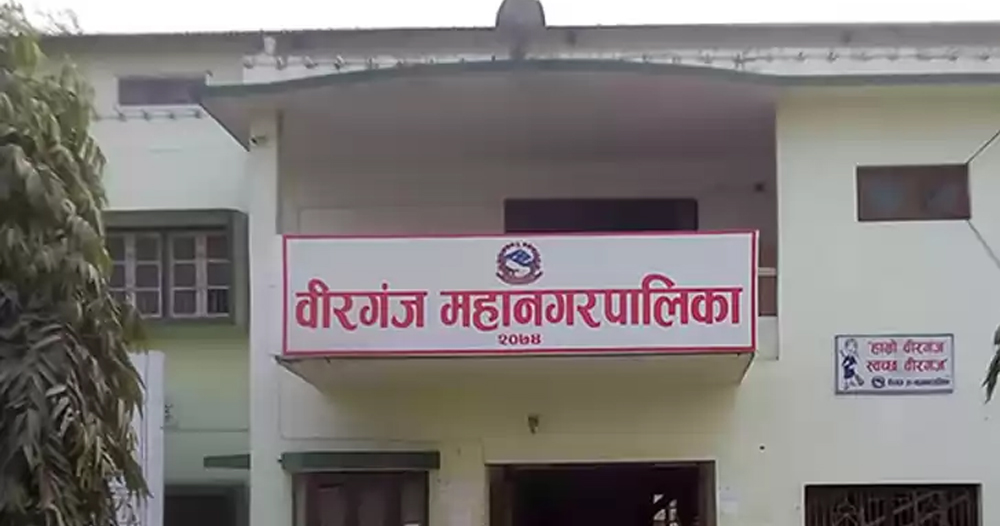 वीरगंज महानगरपालिका
२०७४
हाम्रो वीरगंज
स्वच्छ वीरगंज